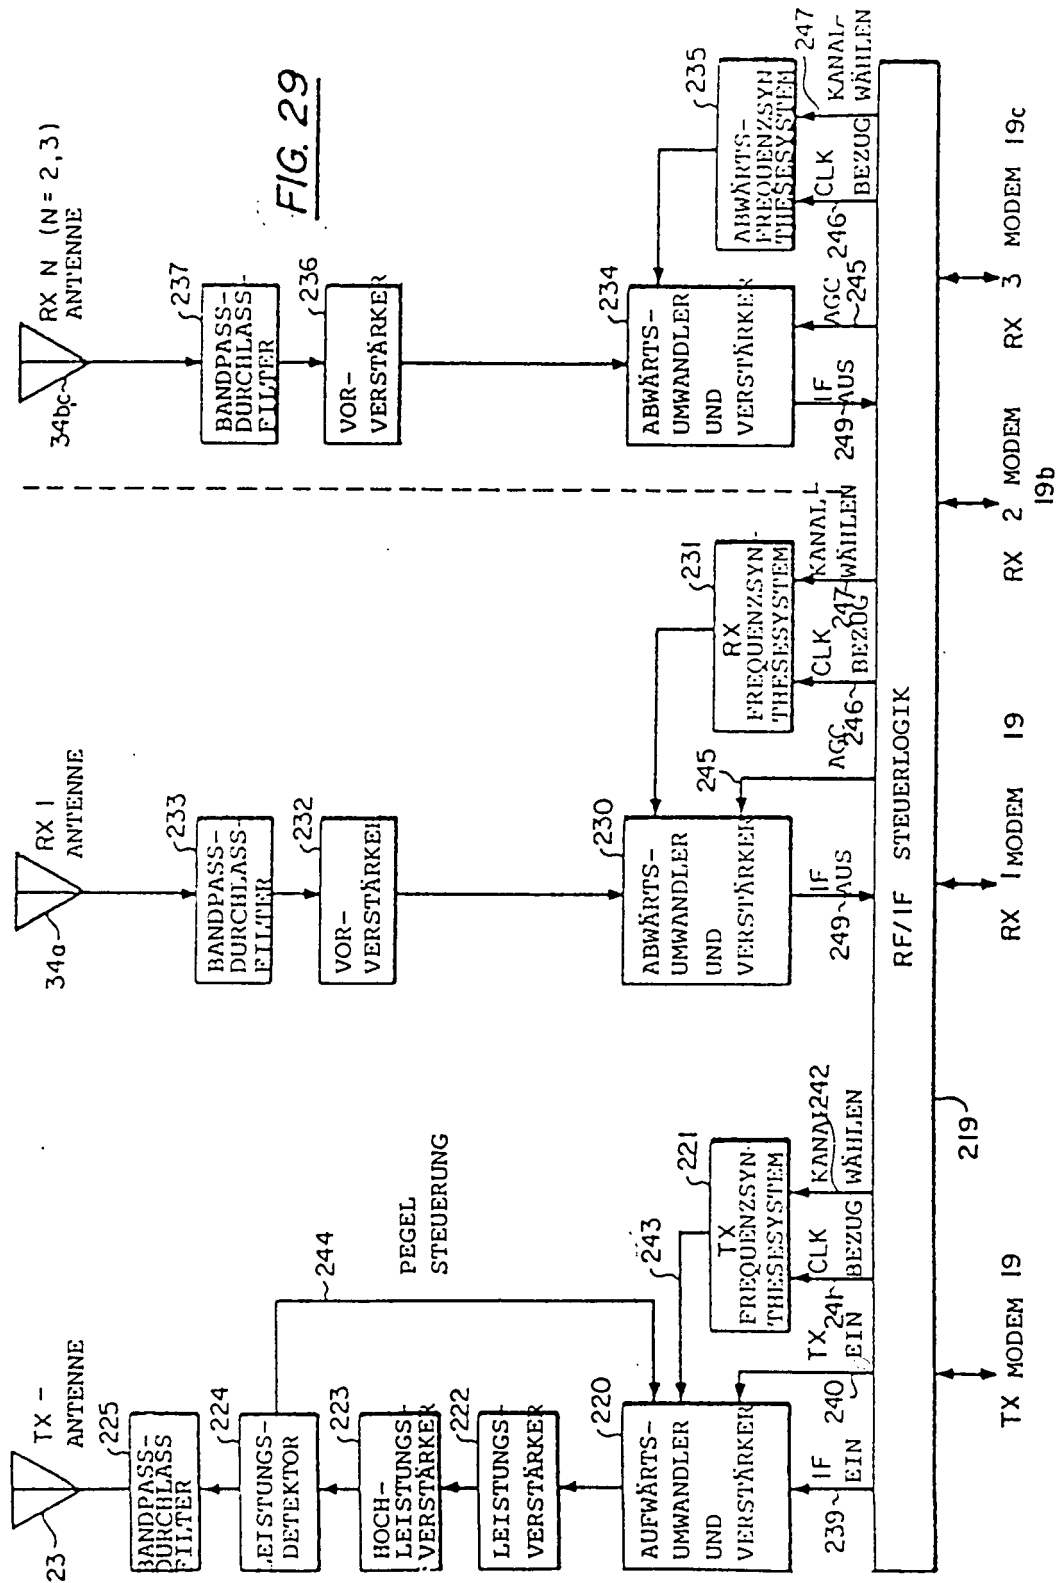 FIG. 29
TX-
ANTENNE
23
225
BANDPASS-
DURCHLASS
FILTER
224
LEISTUNGS-
DETEKTOR
244
PEGEL
STEUERUNG
223
HOCH-
LEISTUNGS-
VERSTÄRKER
222
LEISTUNGS-
VERSTÄRKER
220
AUFWÄRTS-
UMWANDLER
UND
VERSTÄRKER
243
221
TX
FREQUENZSYN-
THESESYSTEM
239
IF
EIN
240
TX
EIN
241
CLK
BEZUG
KANAL
WÄHLEN
242
34a
RX 1
ANTENNE
233
BANDPASS-
DURCHLASS-
FILTER
232
VOR-
VERSTÄRKER
230
ABWÄRTS-
UMWANDLER
UND
VERSTÄRKER
231
RX
FREQUENZSYN-
THESESYSTEM
249
IF
AUS
245
AGC
246
CLK
BEZUG
247
KANAL-
WÄHLEN
34b,c
RX N (N = 2,3)
ANTENNE
237
BANDPASS-
DURCHLASS-
FILTER
236
VOR-
VERSTÄRKER
234
ABWÄRTS-
UMWANDLER
UND
VERSTÄRKER
235
ABWÄRTS-
FREQUENZSYN
THESESYSTEM
249
IF
AUS
AGC
245
246
CLK
BEZUG
247
KANAL-
WÄHLEN
RF/IF STEUERLOGIK
219
TX MODEM 19
RX 1 MODEM 19
RX 2 MODEM
19b
RX 3 MODEM 19c